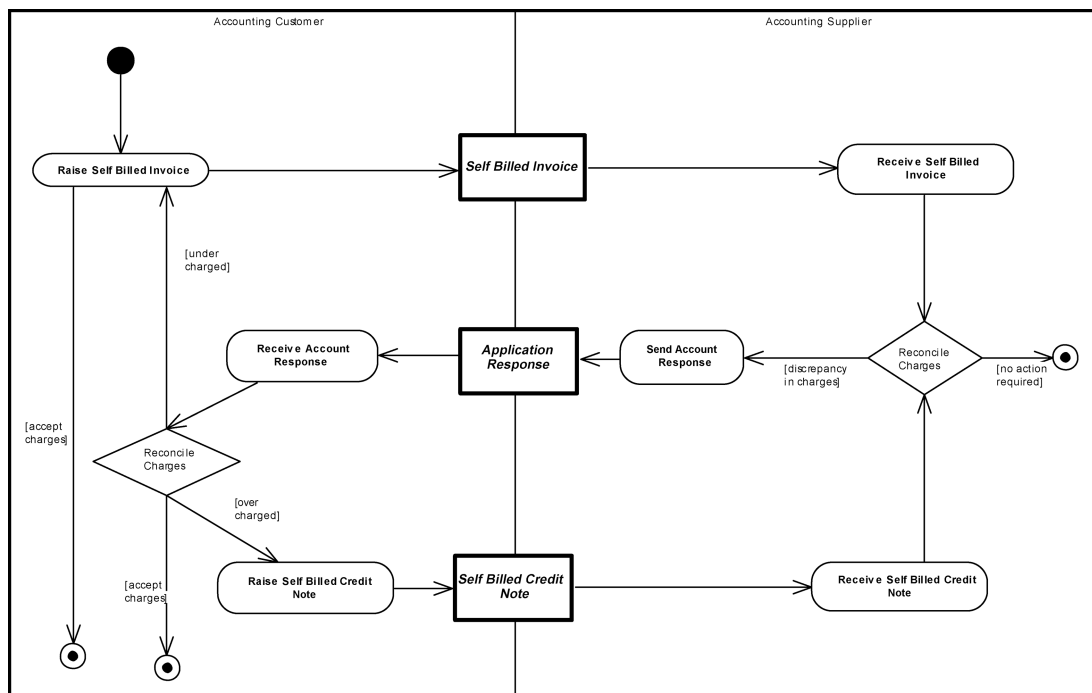 Accounting Customer
Accounting Supplier
Raise Self Billed Invoice
Self Billed Invoice
Receive Self Billed
Invoice
[under
charged]
Receive Account
Response
Application
Response
Send Account
Response
Reconcile
Charges
[discrepancy
in charges]
[no action
required]
[accept
charges]
Reconcile
Charges
[over
charged]
[accept
charges]
Raise Self Billed Credit
Note
Self Billed Credit
Note
Receive Self Billed Credit
Note